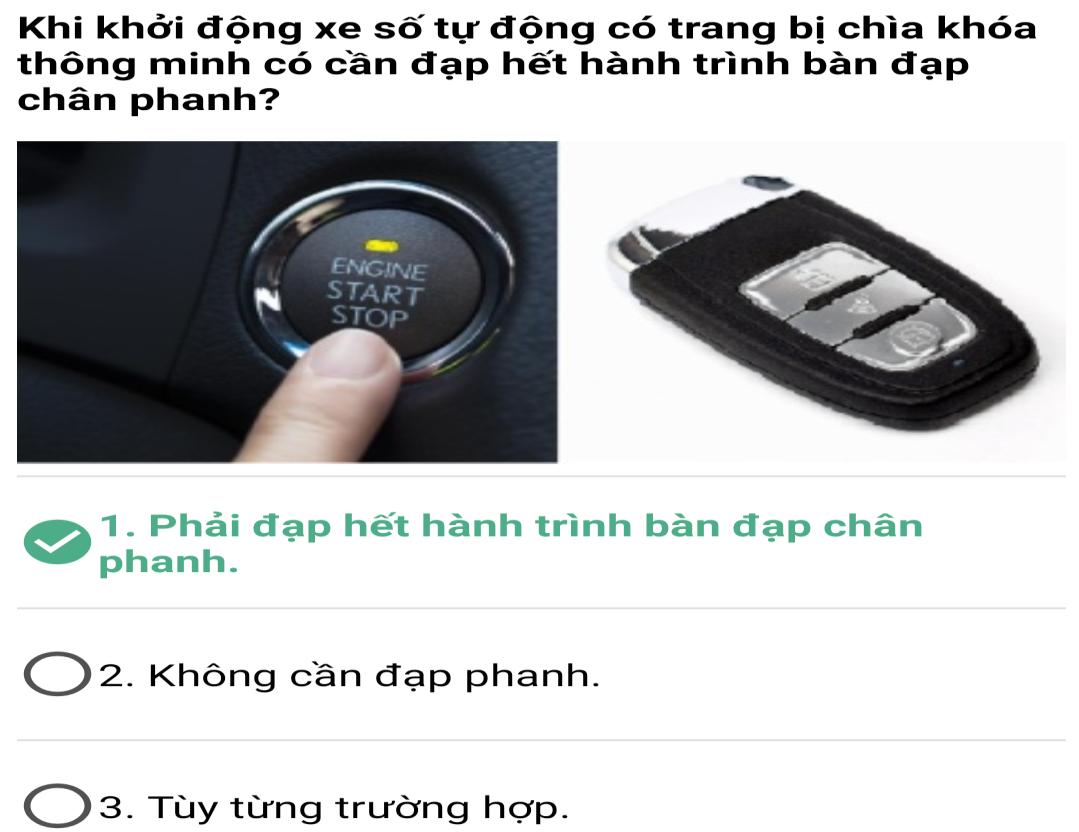 Khi khởi động xe số tự động có trang bị chìa khóa
thông minh có cần đạp hết hành trình bàn đạp
chân phanh?
ENGINE
START
STOP
1. Phải đạp hết hành trình bàn đạp chân
phanh.
2. Không cần đạp phanh.
3. Tùy từng trường hợp.